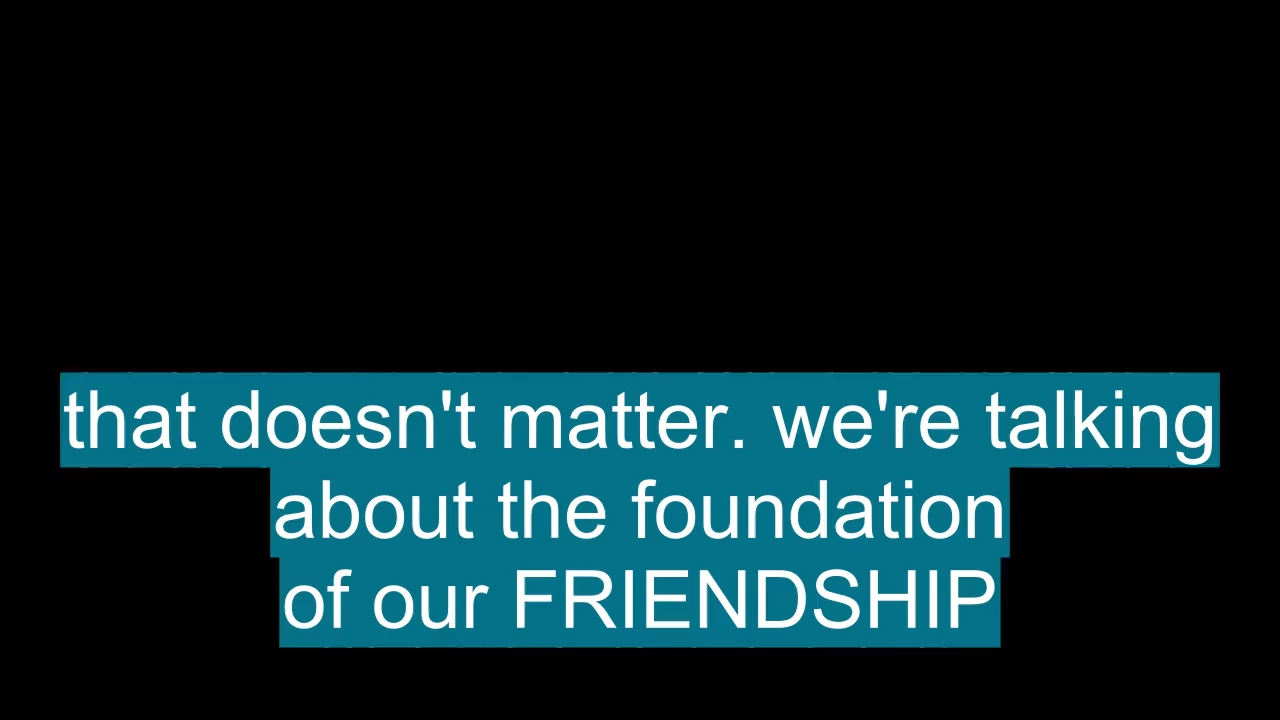 that doesn't matter. we're talking
about the foundation
of our FRIENDSHIP